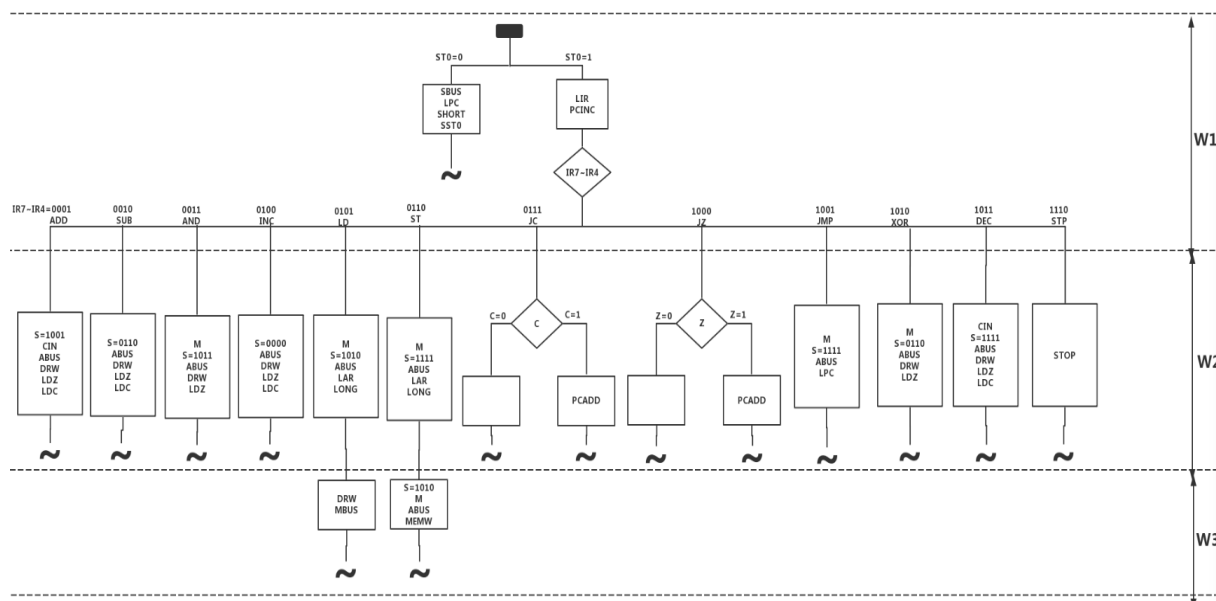 ST0=0
ST0=1
SBUS
LPC
SHORT
SST0
LIR
PCINC
W1
IR7~IR4
IR7~IR4=0001
ADD
0010
SUB
0011
AND
0100
INC
0101
LD
0110
ST
0111
JC
1000
JZ
1001
JMP
1010
XOR
1011
DEC
1110
STP
S=1001
CIN
ABUS
DRW
LDZ
LDC
S=0110
ABUS
DRW
LDZ
LDC
M
S=1011
ABUS
DRW
LDZ
S=0000
ABUS
DRW
LDZ
LDC
M
S=1010
ABUS
LAR
LONG
M
S=1111
ABUS
LAR
LONG
C=0
C
C=1
PCADD
Z=0
Z
Z=1
PCADD
M
S=1111
ABUS
LPC
M
S=0110
ABUS
DRW
LDZ
CIN
S=1111
ABUS
DRW
LDZ
LDC
STOP
W2
DRW
MBUS
S=1010
M
ABUS
MEMW
W3